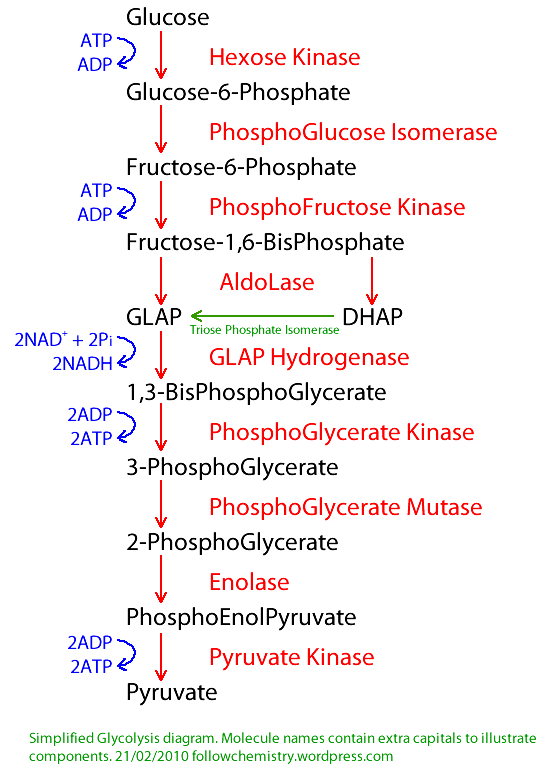 Glucose
ATP
ADP
Hexose Kinase
Glucose-6-Phosphate
PhosphoGlucose Isomerase
Fructose-6-Phosphate
ATP
ADP
PhosphoFructose Kinase
Fructose-1,6-BisPhosphate
AldoLase
GLAP
DHAP
Triose Phosphate Isomerase
2NAD⁺ + 2Pi
2NADH
GLAP Hydrogenase
1,3-BisPhosphoGlycerate
2ADP
2ATP
PhosphoGlycerate Kinase
3-PhosphoGlycerate
PhosphoGlycerate Mutase
2-PhosphoGlycerate
Enolase
PhosphoEnolPyruvate
2ADP
2ATP
Pyruvate Kinase
Pyruvate
Simplified Glycolysis diagram. Molecule names contain extra capitals to illustrate
components. 21/02/2010 followchemistry.wordpress.com